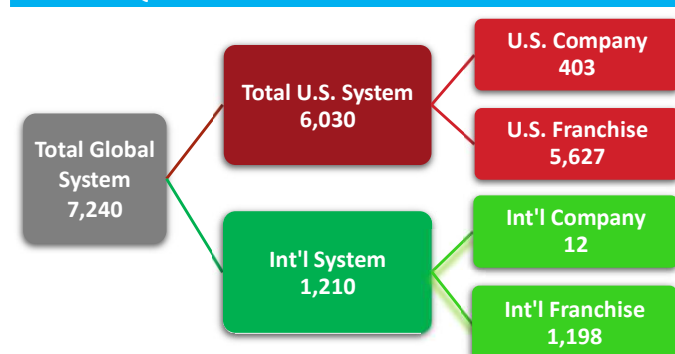 Total Global
System
7,240
Total U.S. System
6,030
Int'l System
1,210
U.S. Company
403
U.S. Franchise
5,627
Int'l Company
12
Int'l Franchise
1,198